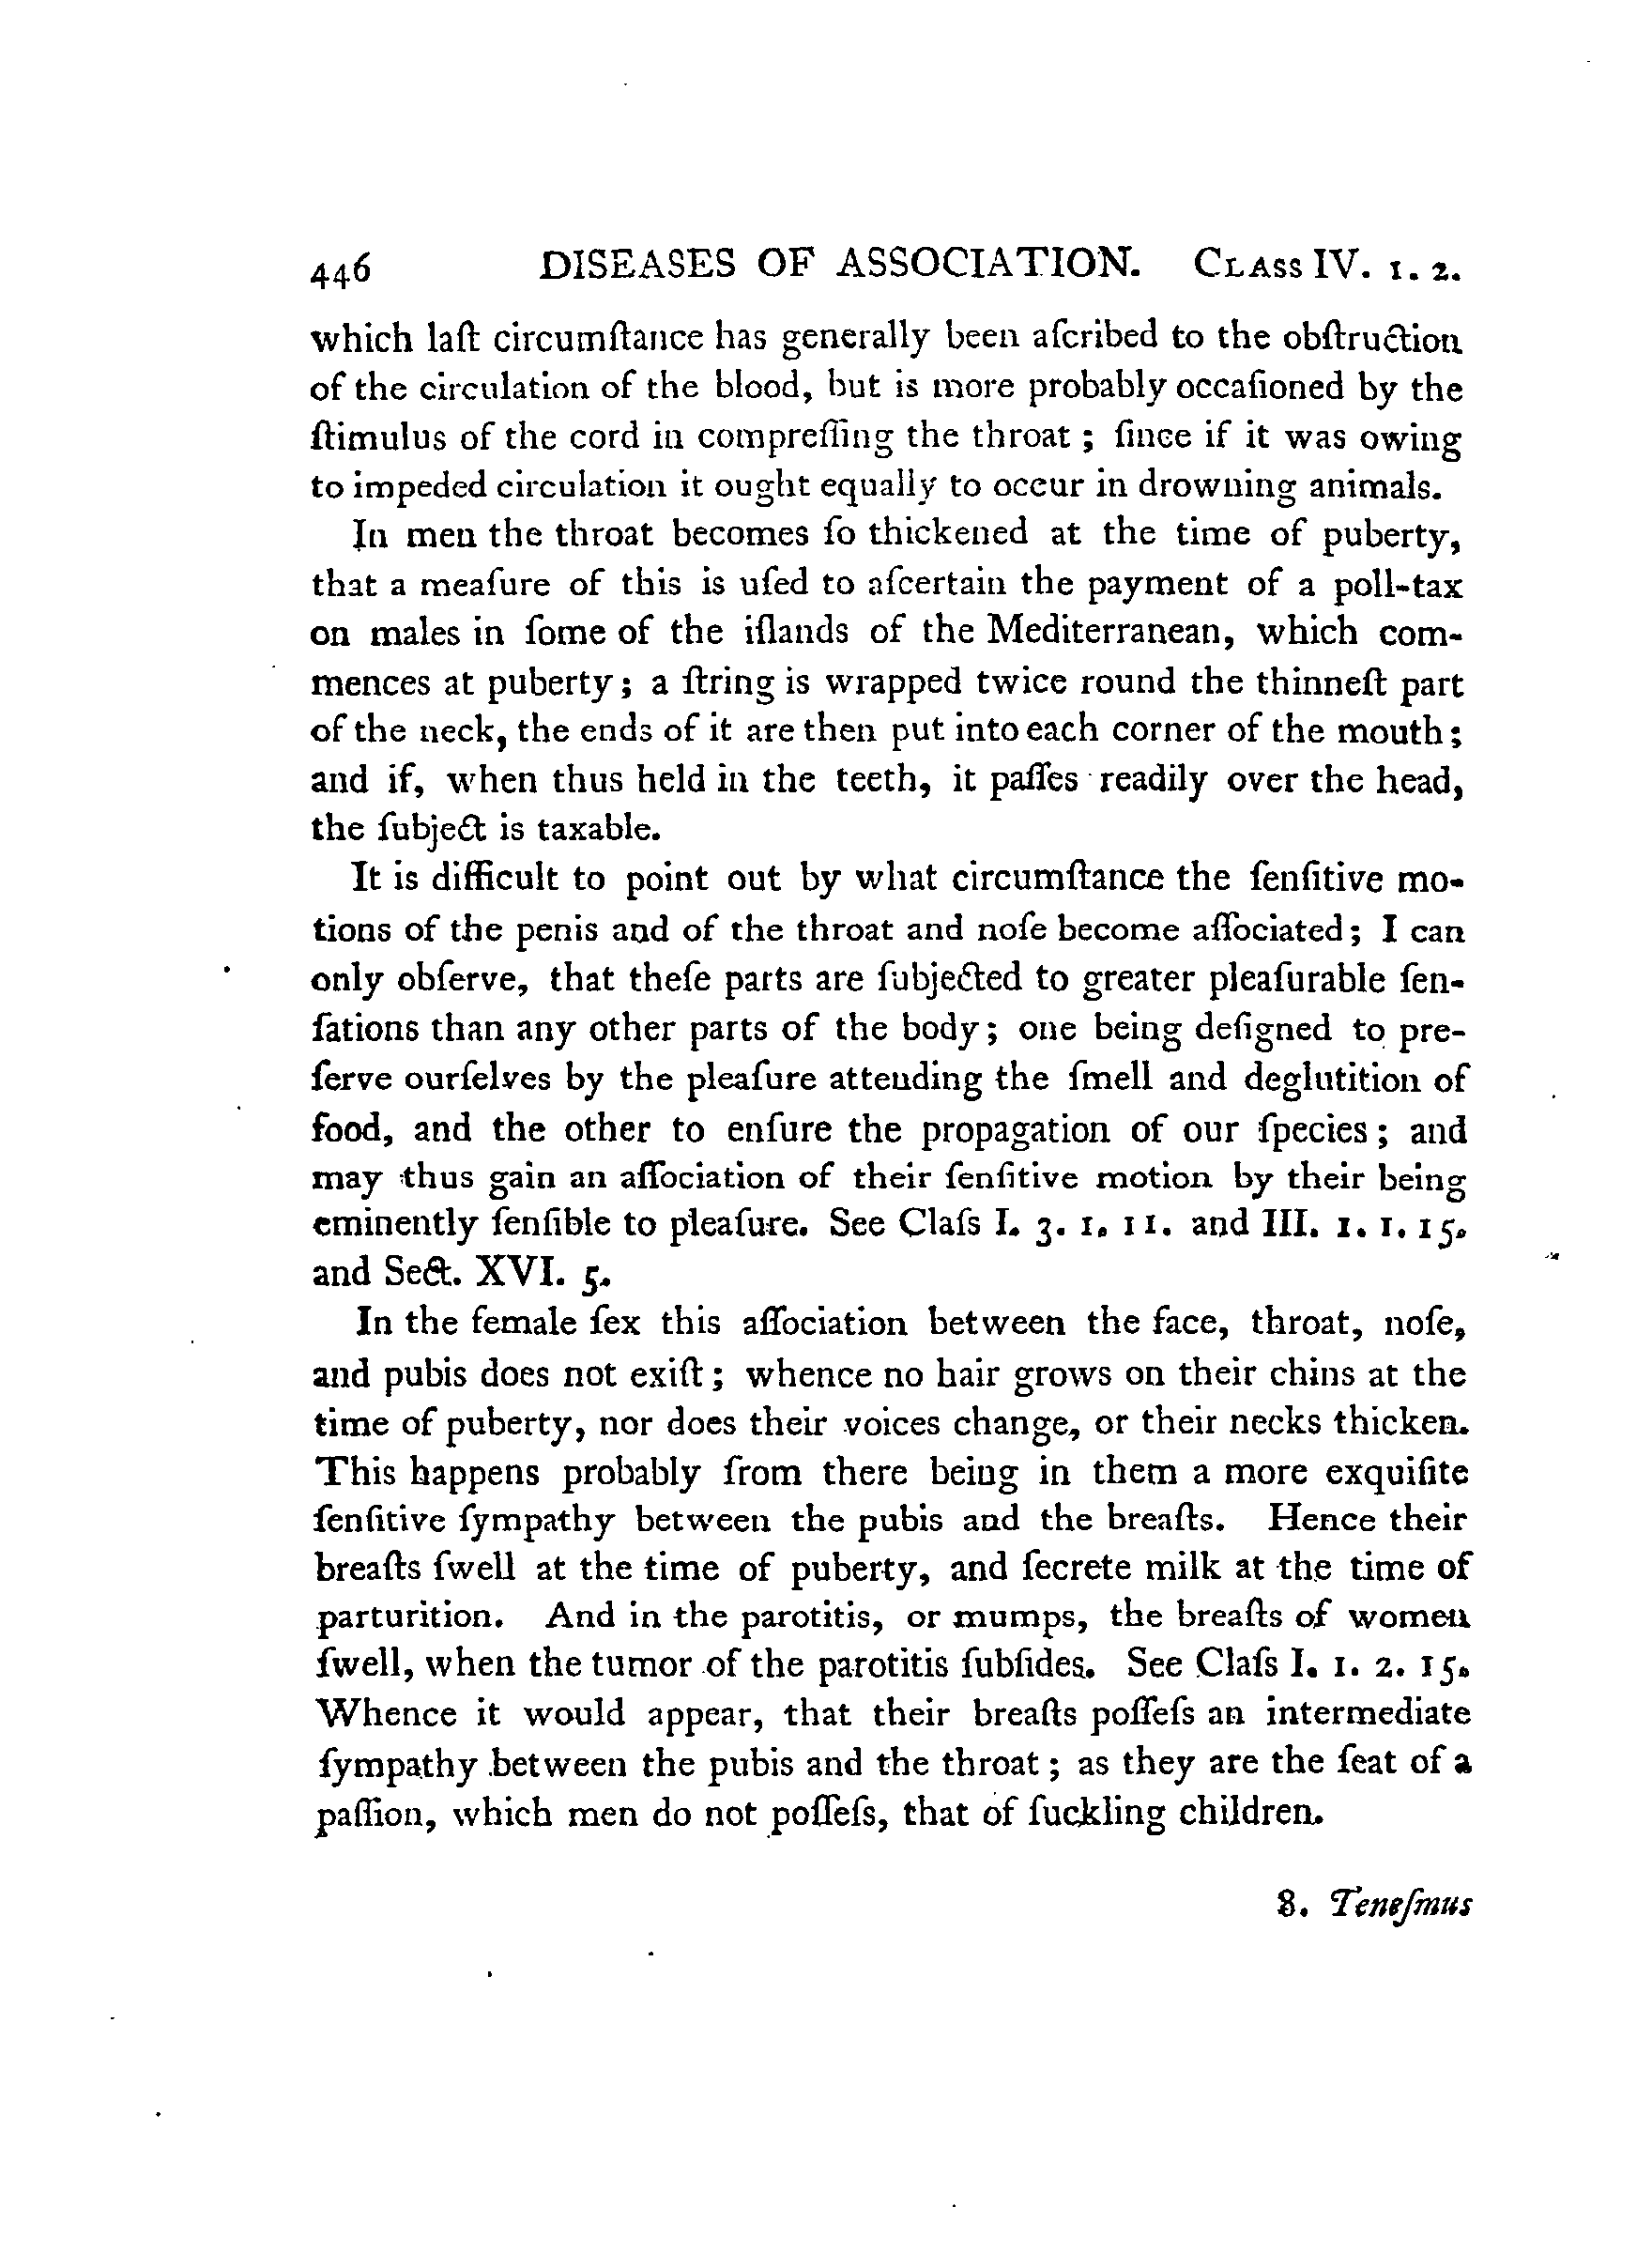 446 DISEASES OF ASSOCIATION. CLASS IV. 1. 2.
which laſt circumſtance has generally been aſcribed to the obſtruction
of the circulation of the blood, but is more probably occaſioned by the
ſtimulus of the cord in compreſſing the throat ; ſince if it was owing
to impeded circulation it ought equally to occur in drowning animals.
In men the throat becomes ſo thickened at the time of puberty,
that a meaſure of this is uſed to aſcertain the payment of a poll-tax
on males in ſome of the iſlands of the Mediterranean, which com-
mences at puberty ; a ſtring is wrapped twice round the thinneſt part
of the neck, the ends of it are then put into each corner of the mouth ;
and if, when thus held in the teeth, it paſſes readily over the head,
the ſubject is taxable.
It is difficult to point out by what circumſtance the ſenſitive mo-
tions of the penis and of the throat and noſe become aſſociated ; I can
only obſerve, that theſe parts are ſubjected to greater pleaſurable ſen-
ſations than any other parts of the body ; one being deſigned to pre-
ſerve ourſelves by the pleaſure attending the ſmell and deglutition of
food, and the other to enſure the propagation of our ſpecies ; and
may thus gain an aſſociation of their ſenſitive motion by their being
eminently ſenſible to pleaſure. See Claſs I. 3. 1. 11. and III. 1. 1. 15.
and Sect. XVI. 5.
In the female ſex this aſſociation between the face, throat, noſe,
and pubis does not exiſt ; whence no hair grows on their chins at the
time of puberty, nor does their voices change, or their necks thicken.
This happens probably from there being in them a more exquiſite
ſenſitive ſympathy between the pubis and the breaſts. Hence their
breaſts ſwell at the time of puberty, and ſecrete milk at the time of
parturition. And in the parotitis, or mumps, the breaſts of women
ſwell, when the tumor of the parotitis ſubſides. See Claſs I. 1. 2. 15.
Whence it would appear, that their breaſts poſſeſs an intermediate
ſympathy between the pubis and the throat ; as they are the ſeat of a
paſſion, which men do not poſſeſs, that of ſuckling children.
8. Teneſmus